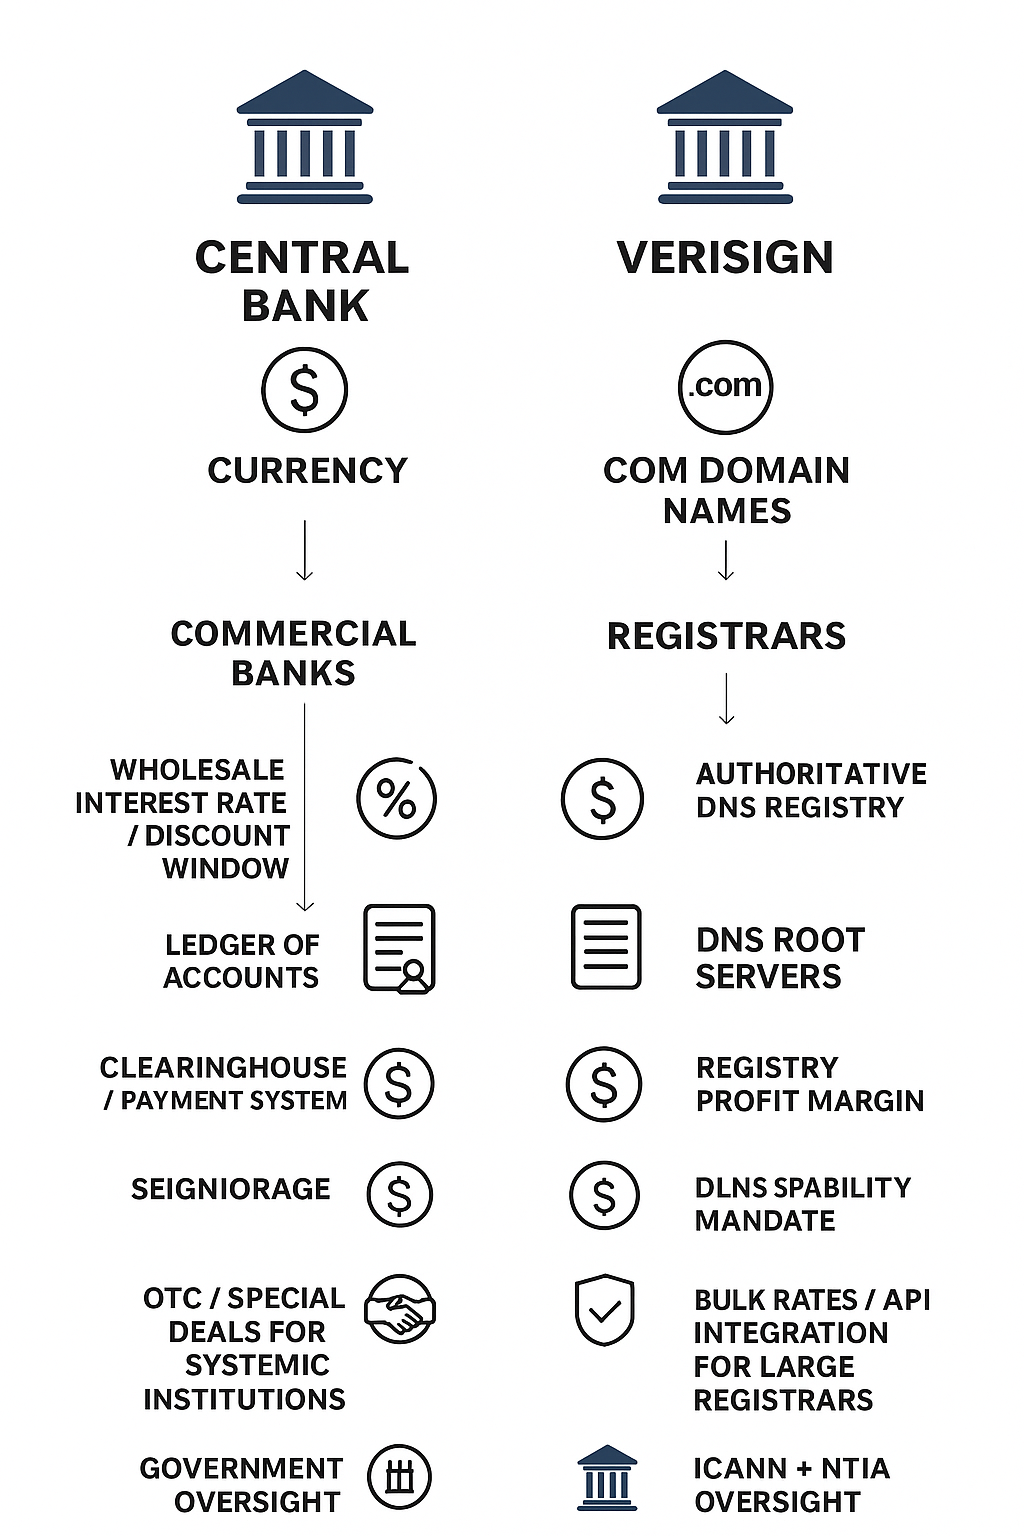 CENTRAL
BANK
$
CURRENCY
COMMERCIAL
BANKS
WHOLESALE
INTEREST RATE
/ DISCOUNT
WINDOW
%
LEDGER OF
ACCOUNTS
CLEARINGHOUSE
/ PAYMENT SYSTEM
$
SEIGNIORAGE
$
OTC / SPECIAL
DEALS FOR
SYSTEMIC
INSTITUTIONS
GOVERNMENT
OVERSIGHT
VERISIGN
.com
COM DOMAIN
NAMES
REGISTRARS
$
AUTHORITATIVE
DNS REGISTRY
DNS ROOT
SERVERS
$
REGISTRY
PROFIT MARGIN
$
DLNS SPABILITY
MANDATE
BULK RATES / API
INTEGRATION
FOR LARGE
REGISTRARS
ICANN + NTIA
OVERSIGHT